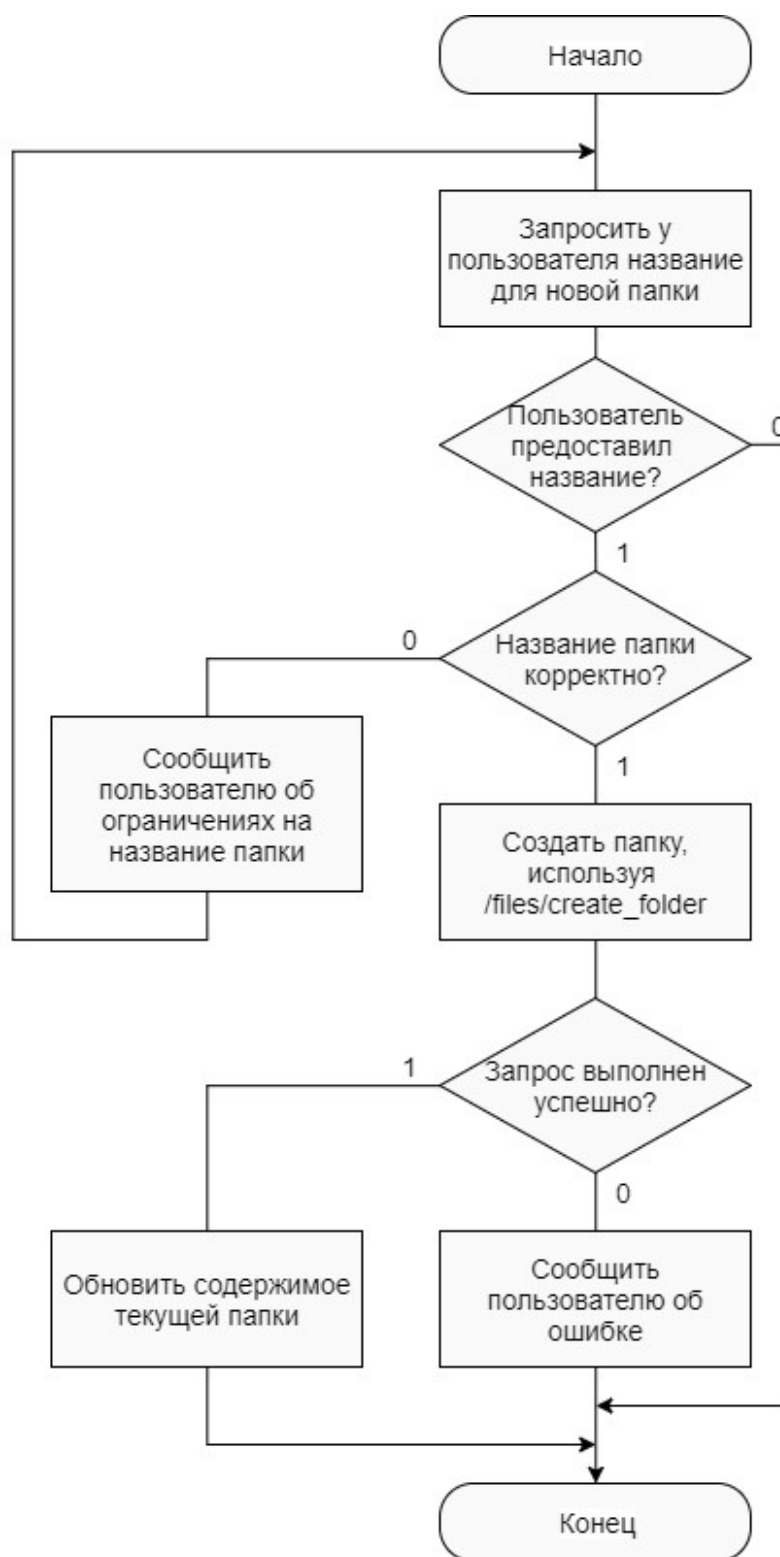 Начало
Запросить у
пользователя название
для новой папки
Пользователь
предоставил
название?
0
1
Название папки
корректно?
0
1
Сообщить
пользователю об
ограничениях на
название папки
Создать папку,
используя
/files/create_folder
Запрос выполнен
успешно?
1
0
Обновить содержимое
текущей папки
Сообщить
пользователю об
ошибке
Конец